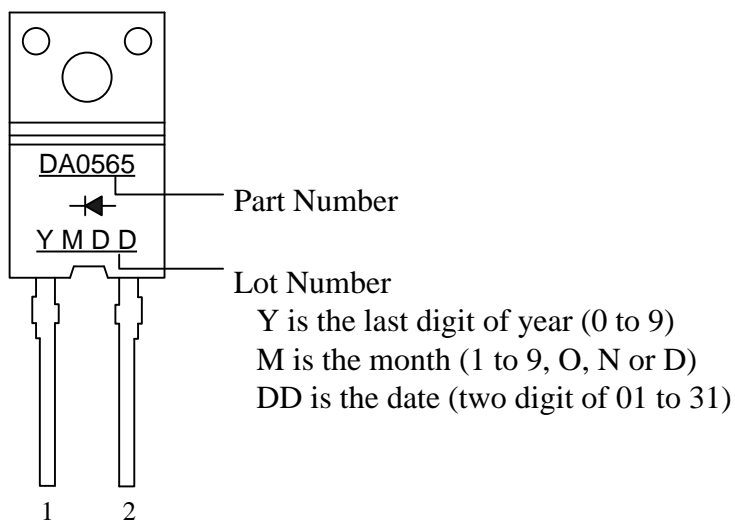 DA0565
Part Number
Y M D D
Lot Number
Y is the last digit of year (0 to 9)
M is the month (1 to 9, O, N or D)
DD is the date (two digit of 01 to 31)
1 2